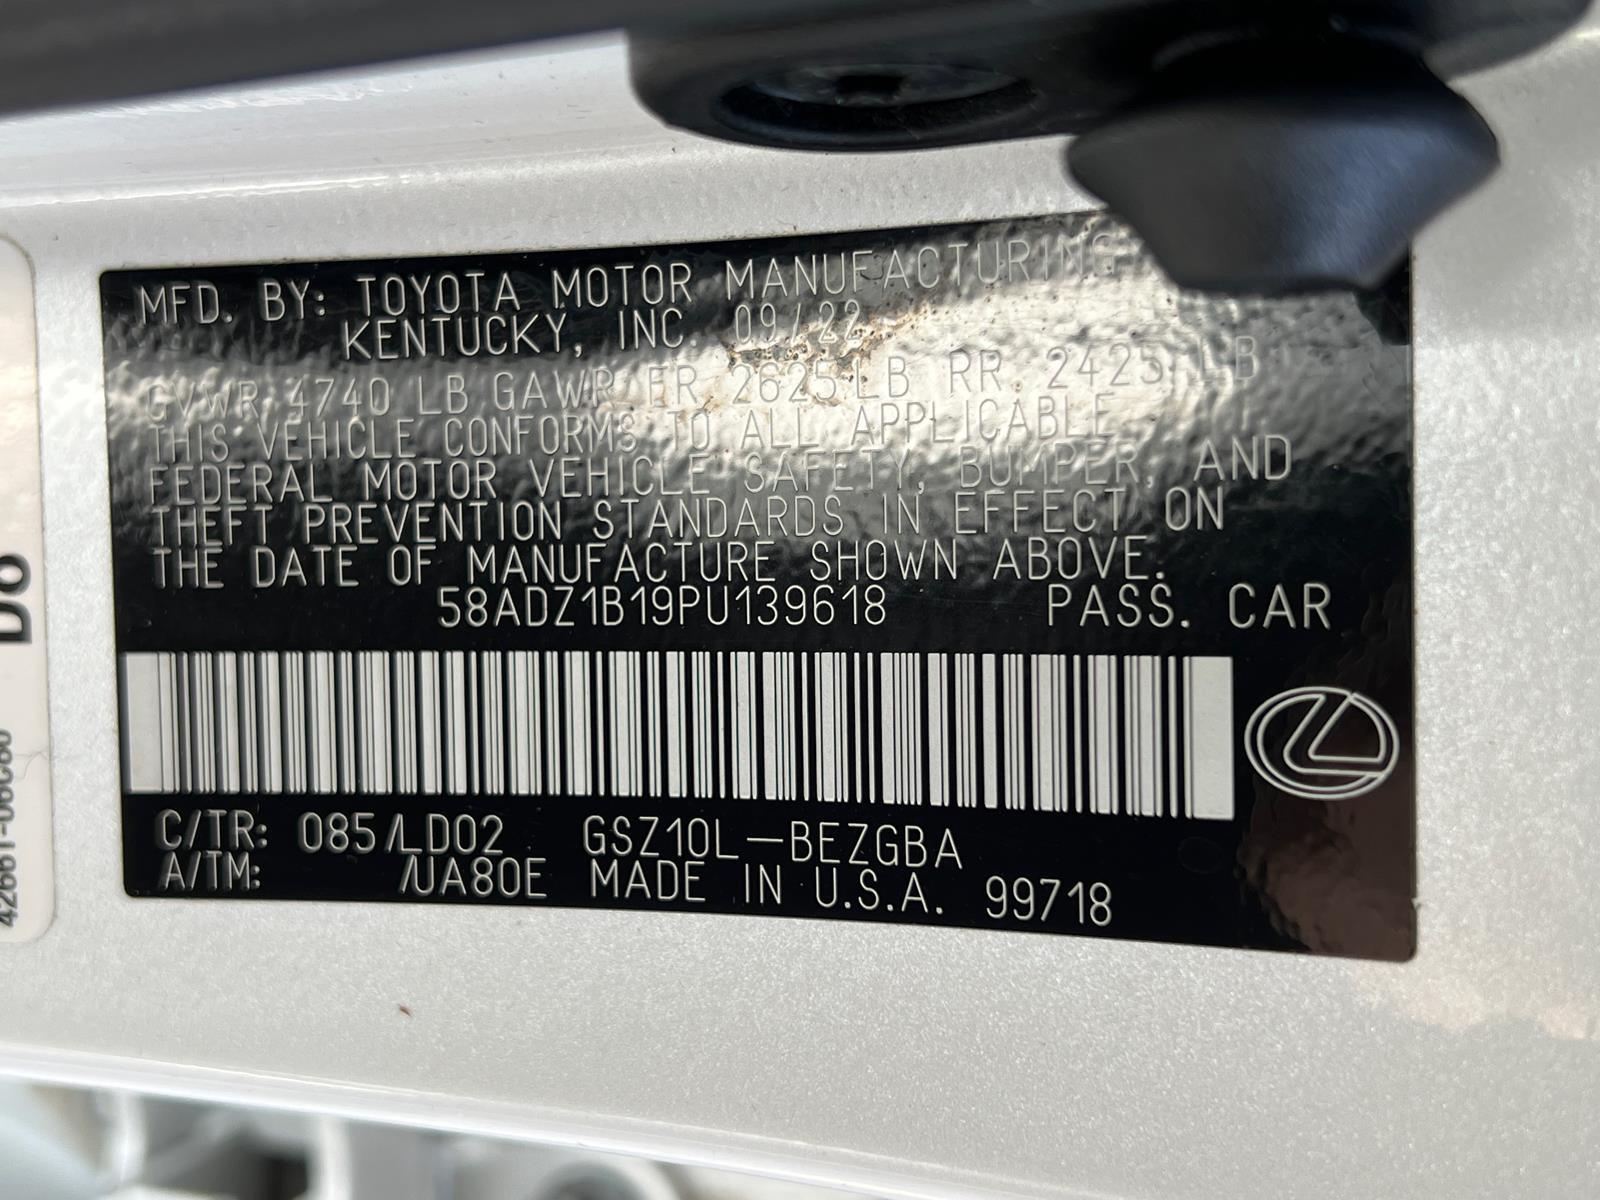 MFD. BY: TOYOTA MOTOR MANUFACTURING
KENTUCKY, INC. 09/22
GVWR 4740 LB GAWR FR 2625 LB RR 2425 LB
THIS VEHICLE CONFORMS TO ALL APPLICABLE
FEDERAL MOTOR VEHICLE SAFETY, BUMPER, AND
THEFT PREVENTION STANDARDS IN EFFECT ON
THE DATE OF MANUFACTURE SHOWN ABOVE.
58ADZ1B19PU139618 PASS. CAR
C/TR: 085/LD02 GSZ10L-BEZGBA
A/TM: /UA80E MADE IN U.S.A. 99718